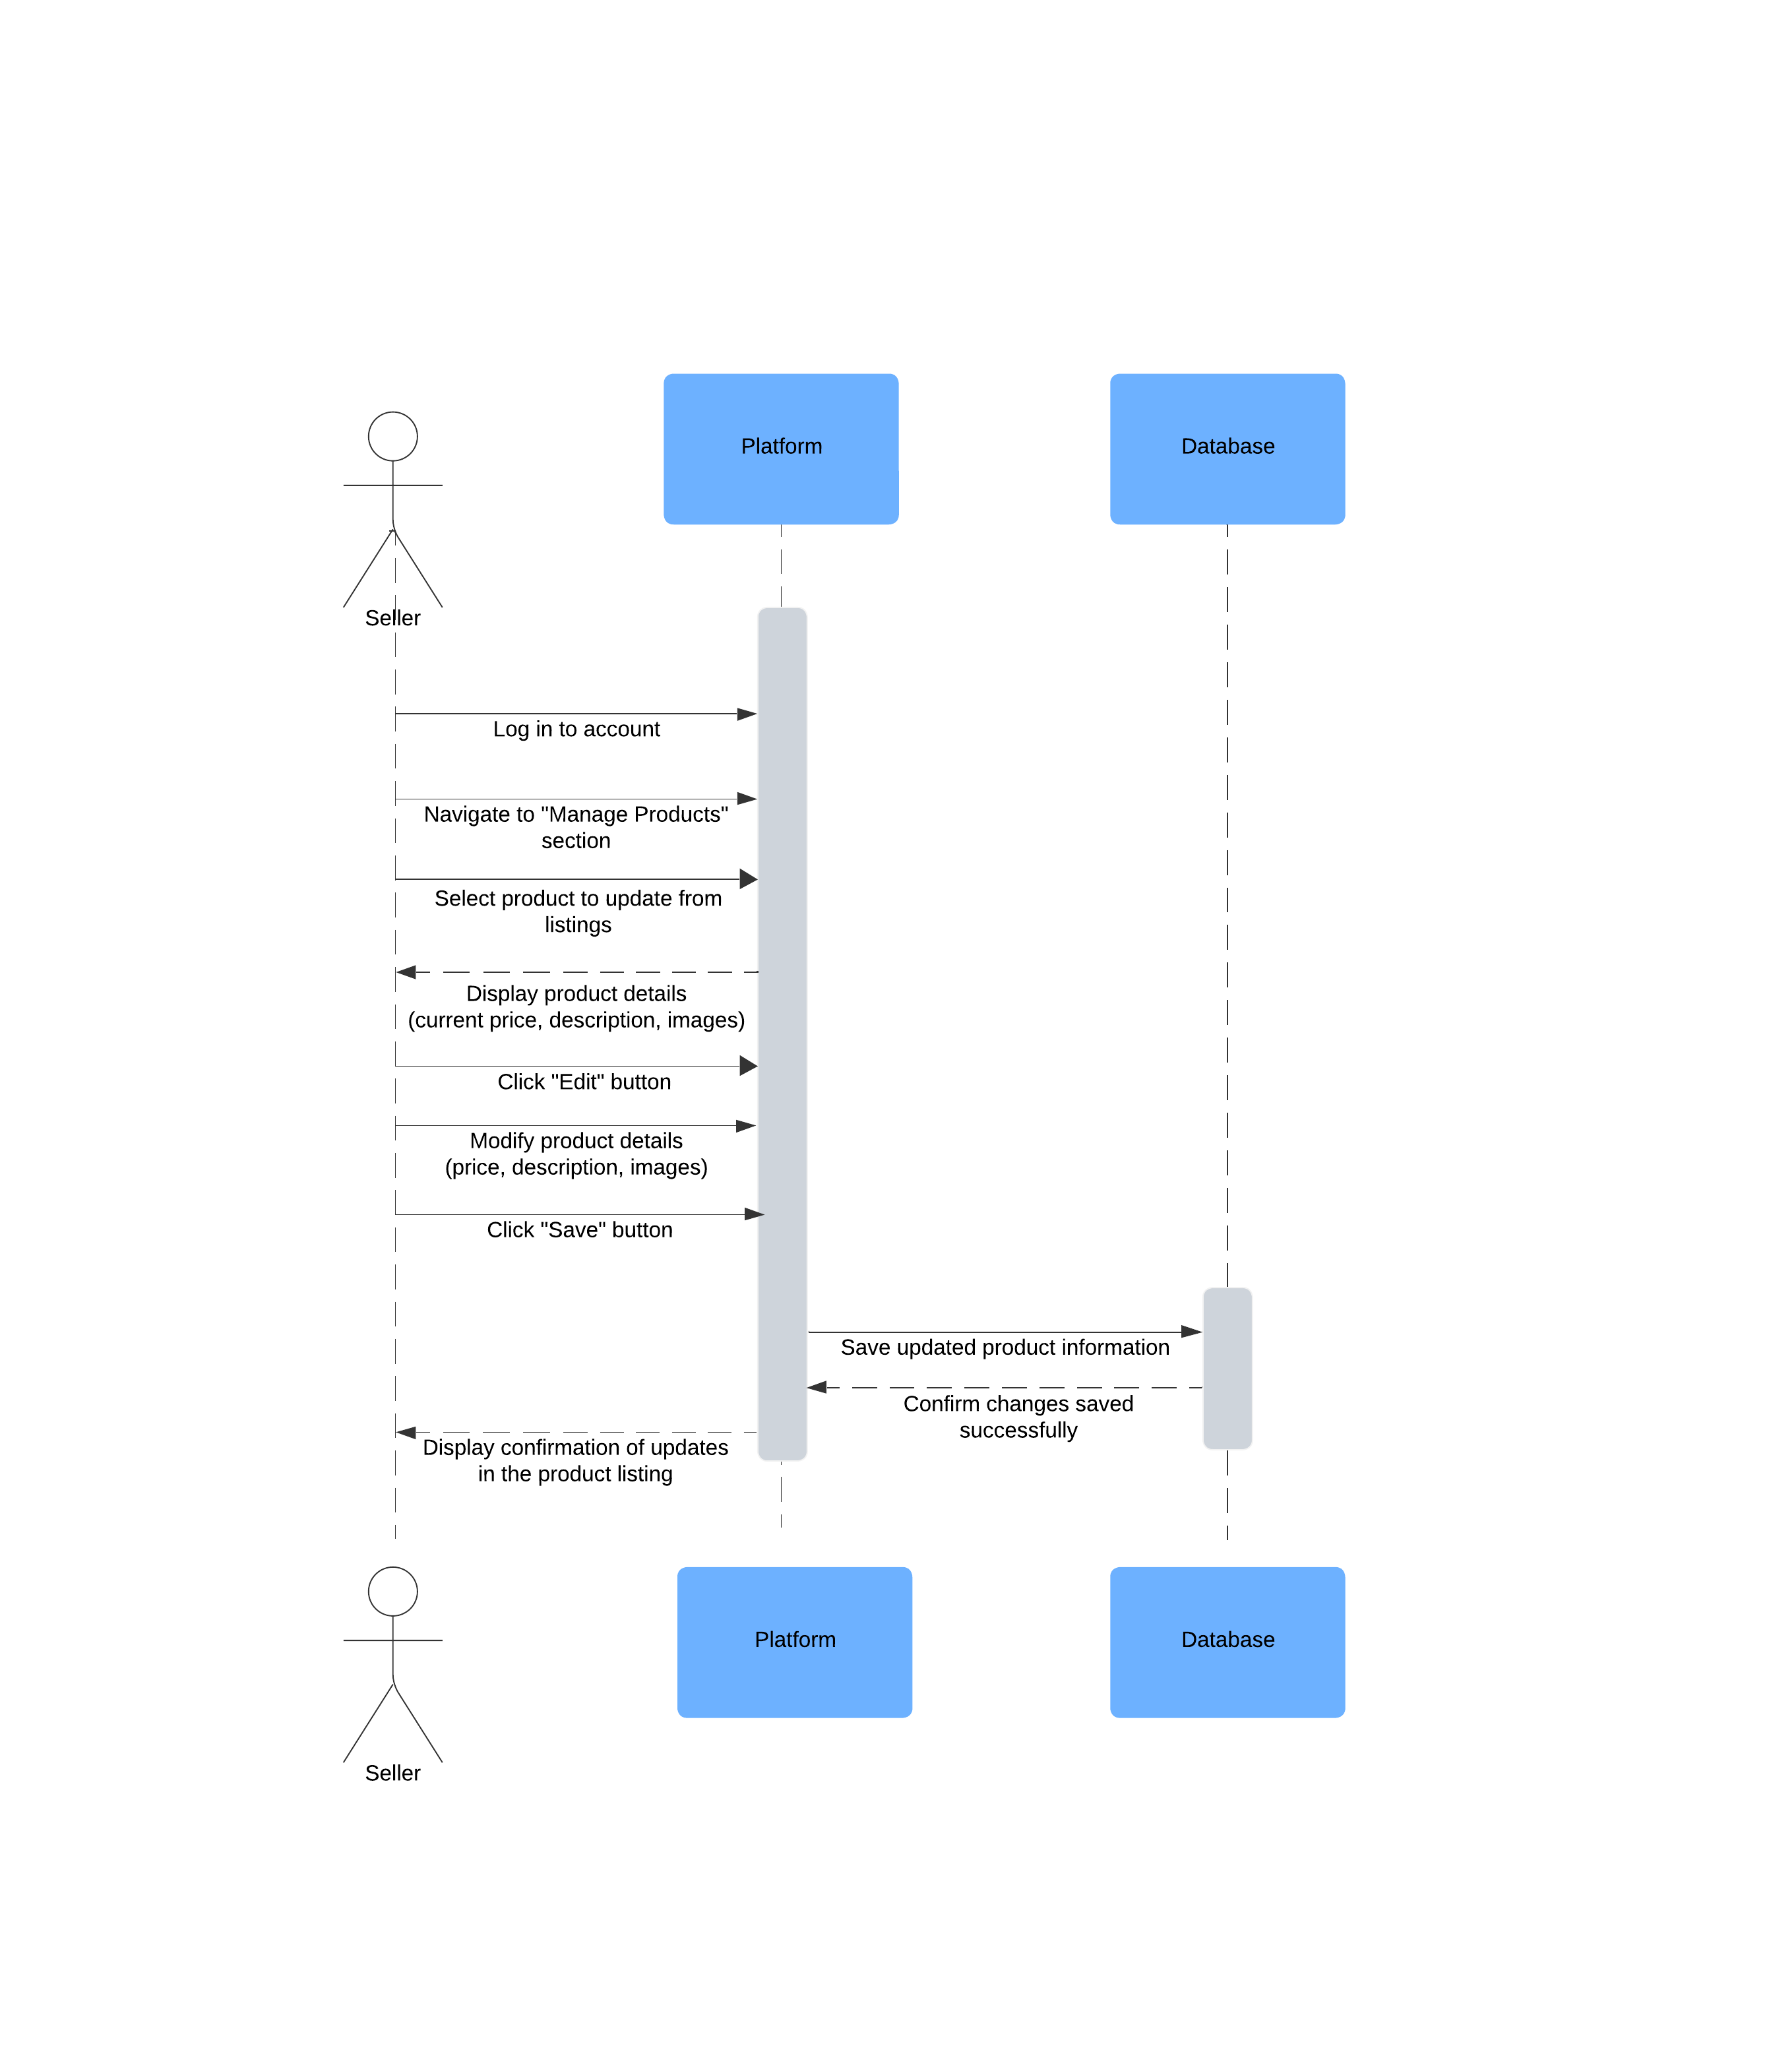 Platform
Database
Seller
Log in to account
Navigate to "Manage Products"
section
Select product to update from
listings
Display product details
(current price, description, images)
Click "Edit" button
Modify product details
(price, description, images)
Click "Save" button
Save updated product information
Confirm changes saved
successfully
Display confirmation of updates
in the product listing
Platform
Database
Seller